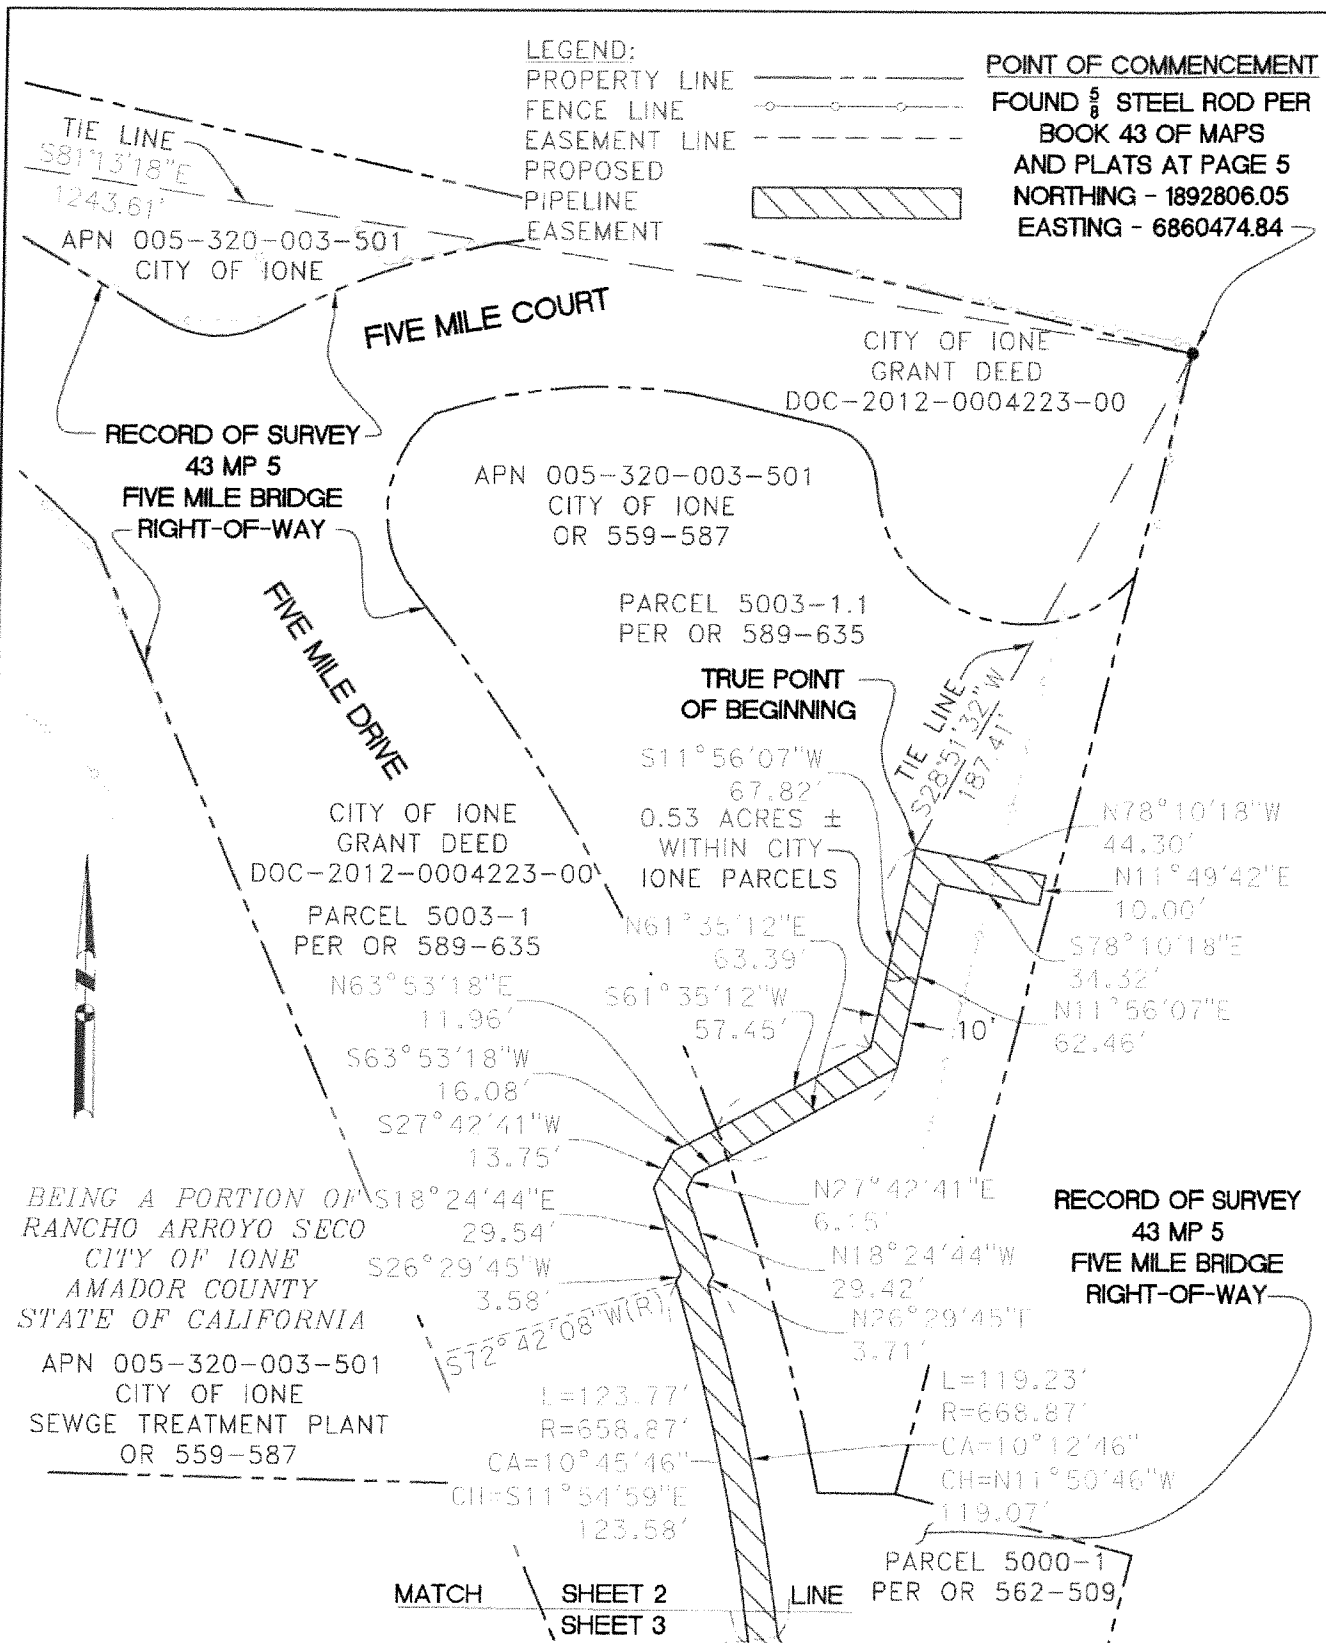 LEGEND:
PROPERTY LINE
FENCE LINE
EASEMENT LINE
PROPOSED
PIPELINE
EASEMENT
POINT OF COMMENCEMENT
FOUND 5/8 STEEL ROD PER
BOOK 43 OF MAPS
AND PLATS AT PAGE 5
NORTHING - 1892806.05
EASTING - 6860474.84
TIE LINE
S81°13'18"E
1243.61'
APN 005-320-003-501
CITY OF IONE
FIVE MILE COURT
CITY OF IONE
GRANT DEED
DOC-2012-0004223-00
RECORD OF SURVEY
43 MP 5
FIVE MILE BRIDGE
RIGHT-OF-WAY
APN 005-320-003-501
CITY OF IONE
OR 559-587
FIVE MILE DRIVE
PARCEL 5003-1.1
PER OR 589-635
TRUE POINT
OF BEGINNING
TIE LINE
S28°51'32"W
187.41'
S11°56'07"W
67.82'
0.53 ACRES ±
WITHIN CITY
IONE PARCELS
CITY OF IONE
GRANT DEED
DOC-2012-0004223-00
PARCEL 5003-1
PER OR 589-635
N78°10'18"W
44.30'
N11°49'42"E
10.00'
S78°10'18"E
34.32'
N11°56'07"E
62.46'
N61°35'12"E
63.39'
S61°35'12"W
57.45'
10'
N63°53'18"E
11.96'
S63°53'18"W
16.08'
S27°42'41"W
13.75'
S18°24'44"E
29.54'
S26°29'45"W
3.58'
S72°42'08"W(R)
N27°42'41"E
6.15'
N18°24'44"W
29.42'
N26°29'45"E
3.71'
BEING A PORTION OF
RANCHO ARROYO SECO
CITY OF IONE
AMADOR COUNTY
STATE OF CALIFORNIA
APN 005-320-003-501
CITY OF IONE
SEWGE TREATMENT PLANT
OR 559-587
RECORD OF SURVEY
43 MP 5
FIVE MILE BRIDGE
RIGHT-OF-WAY
L=123.77'
R=658.87'
CA=10°45'46"
CH=S11°54'59"E
123.58'
L=119.23'
R=668.87'
CA=10°12'46"
CH=N11°50'46"W
119.07'
PARCEL 5000-1
PER OR 562-509
MATCH SHEET 2 LINE
SHEET 3